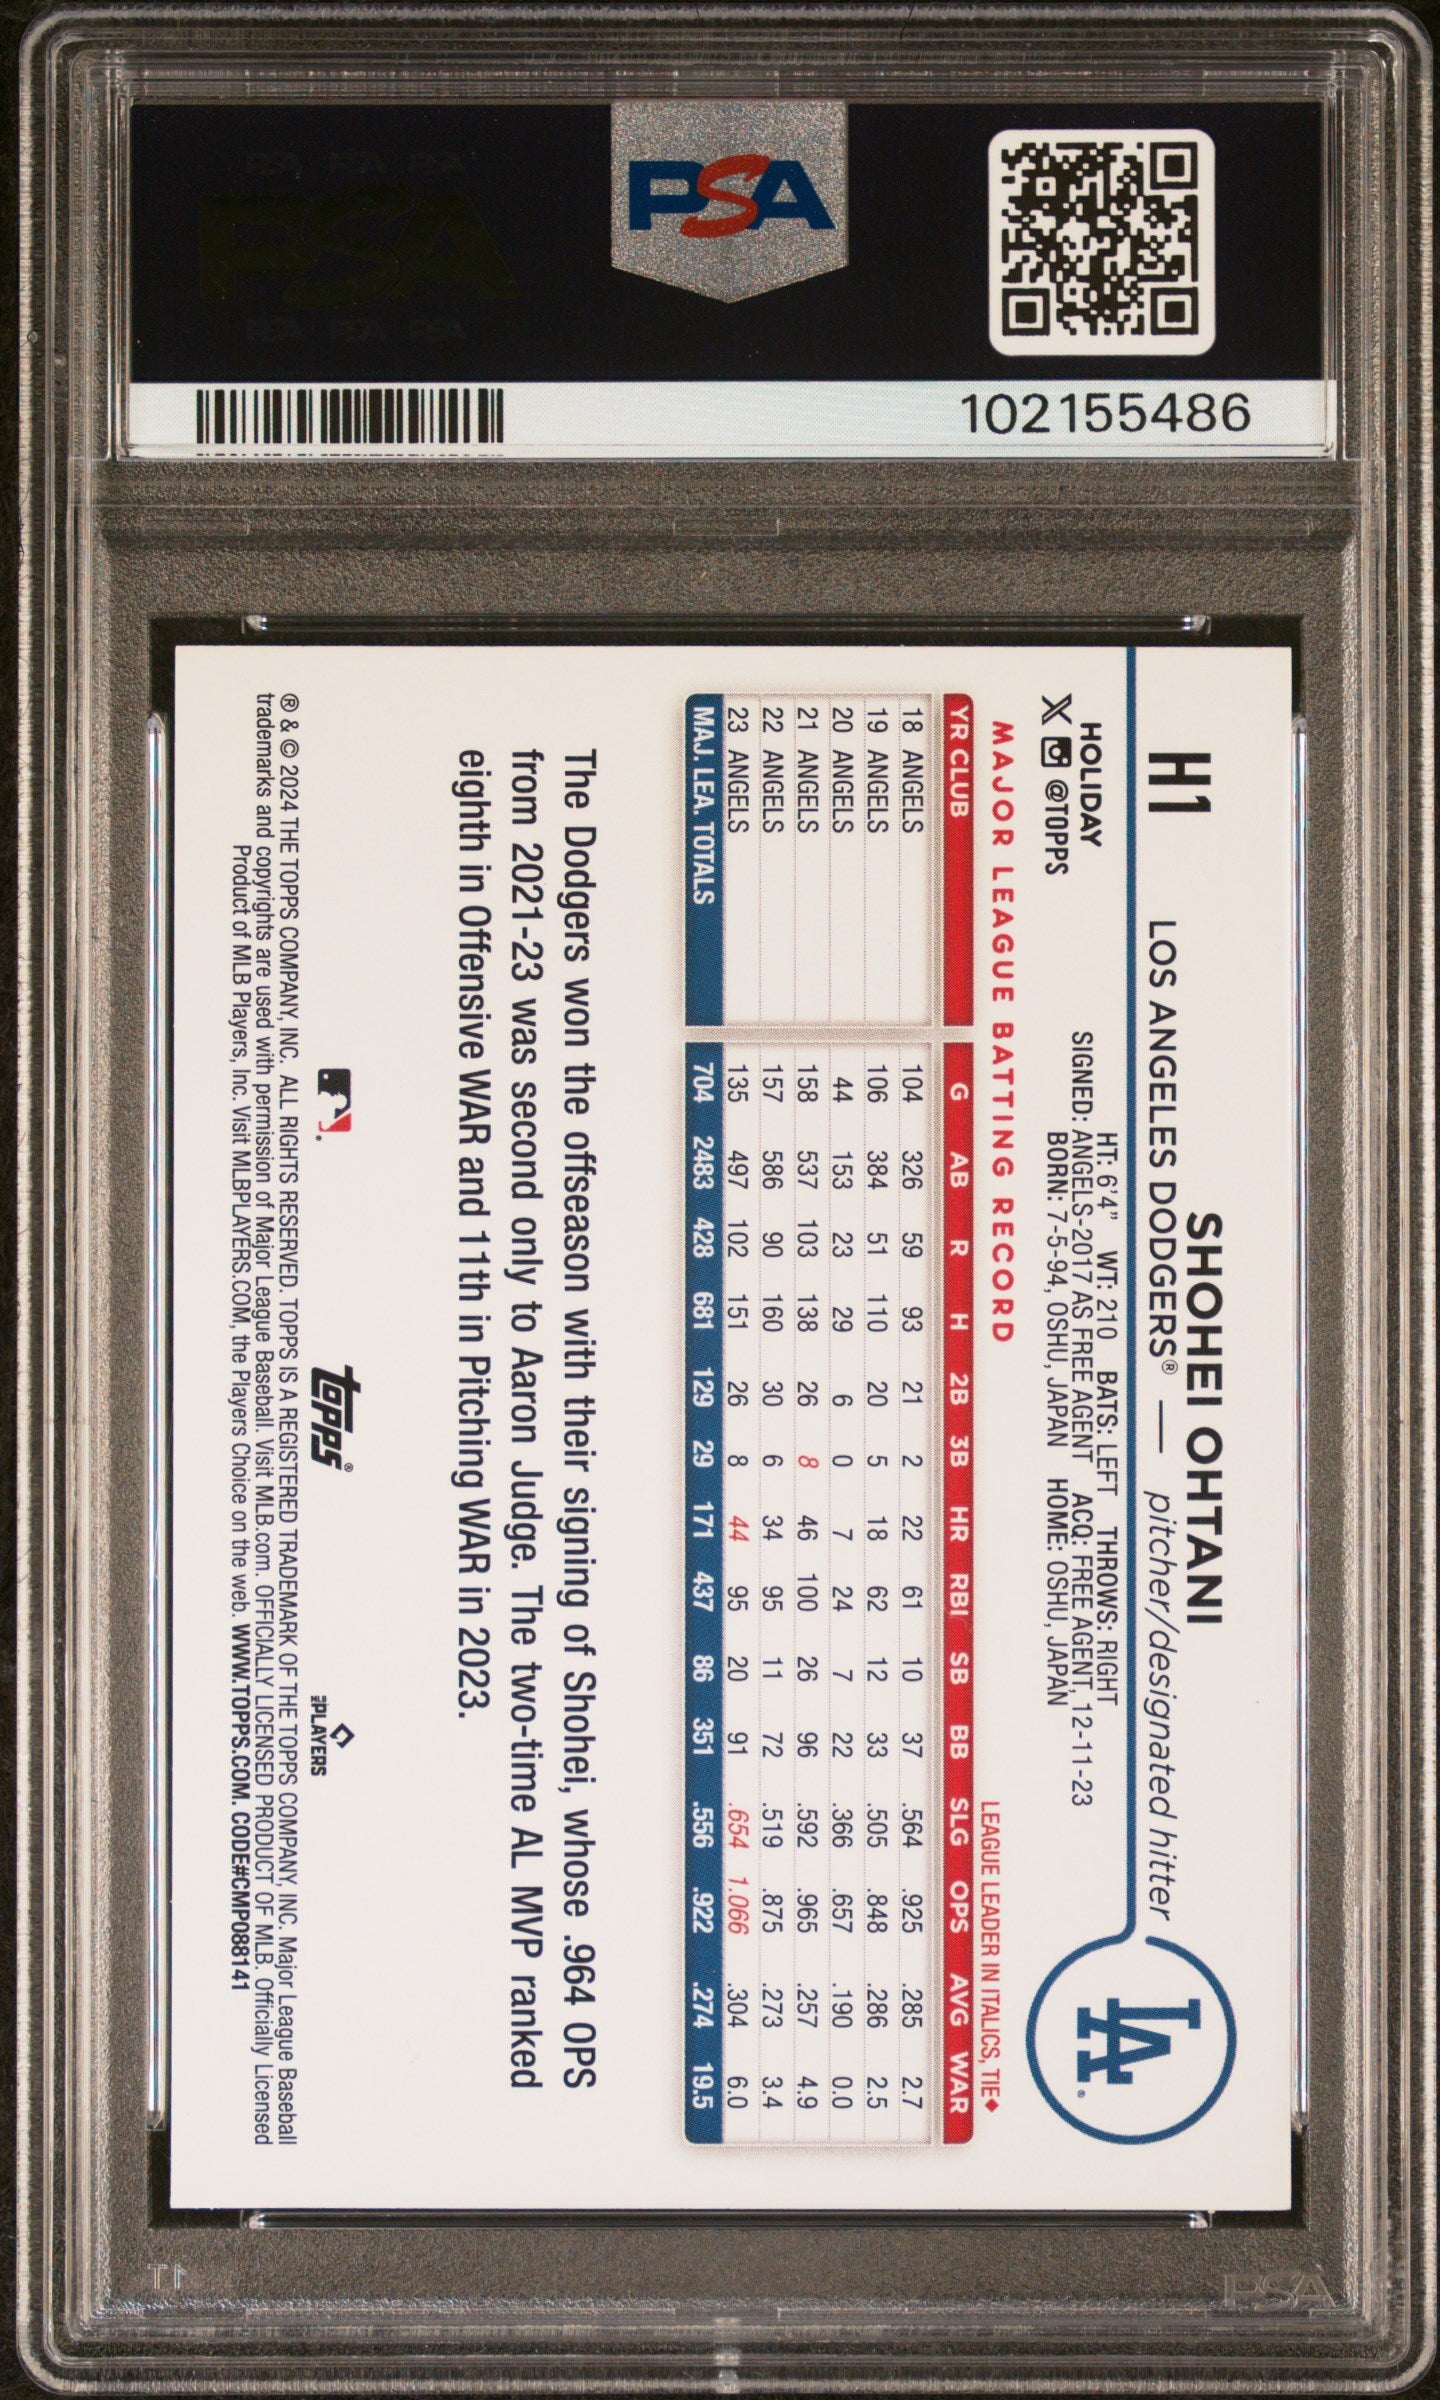 PSA
102155486
H1
SHOHEI OHTANI
LOS ANGELES DODGERS® — pitcher/designated hitter
LA
HOLIDAY
X @TOPPS
HT: 6'4" WT: 210 BATS: LEFT THROWS: RIGHT
SIGNED: ANGELS-2017 AS FREE AGENT ACQ: FREE AGENT, 12-11-23
BORN: 7-5-94, OSHU, JAPAN HOME: OSHU, JAPAN
MAJOR LEAGUE BATTING RECORD LEAGUE LEADER IN ITALICS, TIE♦
YR CLUB G AB R H 2B 3B HR RBI SB BB SLG OPS AVG WAR
18 ANGELS 104 326 59 93 21 2 22 61 10 37 .564 .925 .285 2.7
19 ANGELS 106 384 51 110 20 5 18 62 12 33 .505 .848 .286 2.5
20 ANGELS 44 153 23 29 6 0 7 24 7 22 .366 .657 .190 0.0
21 ANGELS 158 537 103 138 26 8 46 100 26 96 .592 .965 .257 4.9
22 ANGELS 157 586 90 160 30 6 34 95 11 72 .519 .875 .273 3.4
23 ANGELS 135 497 102 151 26 8 44 95 20 91 .654 1.066 .304 6.0
MAJ. LEA. TOTALS 704 2483 428 681 129 29 171 437 86 351 .556 .922 .274 19.5
The Dodgers won the offseason with their signing of Shohei, whose .964 OPS
from 2021-23 was second only to Aaron Judge. The two-time AL MVP ranked
eighth in Offensive WAR and 11th in Pitching WAR in 2023.
topps® PLAYERS
® & © 2024 THE TOPPS COMPANY, INC. ALL RIGHTS RESERVED. TOPPS IS A REGISTERED TRADEMARK OF THE TOPPS COMPANY, INC. Major League Baseball
trademarks and copyrights are used with permission of Major League Baseball. Visit MLB.com. OFFICIALLY LICENSED PRODUCT OF MLB. Officially Licensed
Product of MLB Players, Inc. Visit MLBPLAYERS.COM, the Players Choice on the web. WWW.TOPPS.COM. CODE#CMP088141
PSA